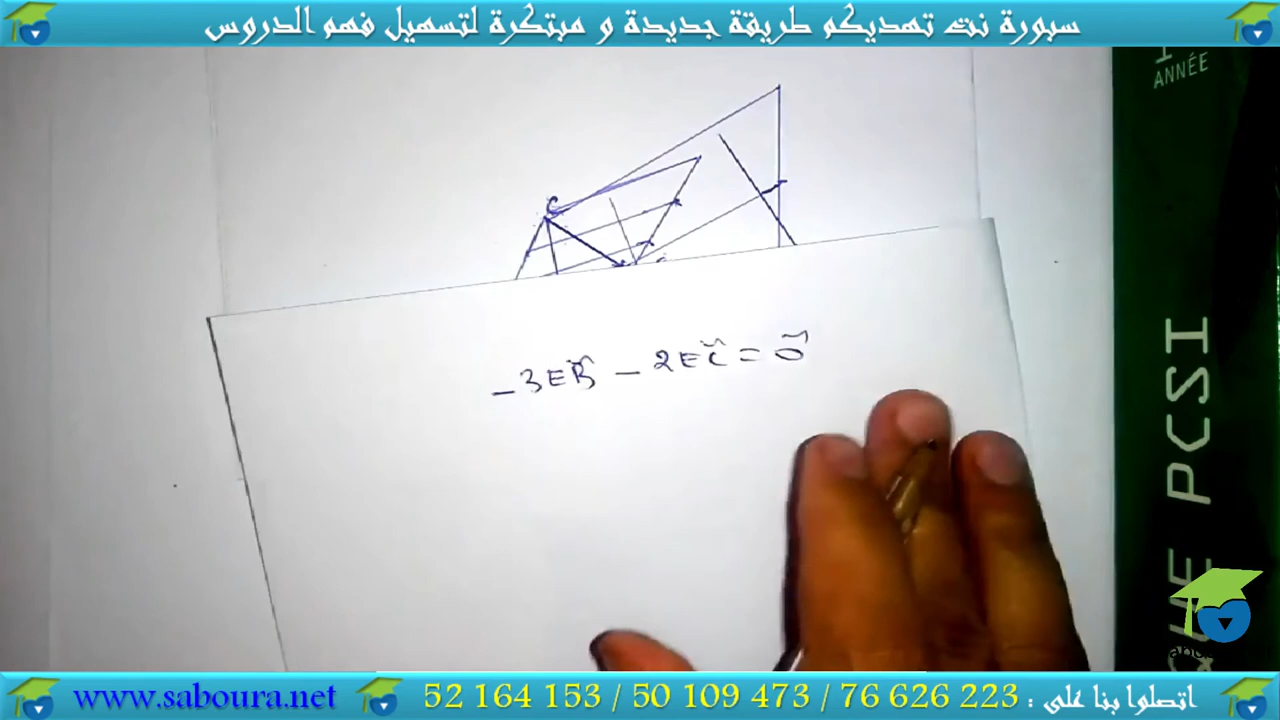 سبورة نت تهديكم طريقة جديدة و مبتكرة لتسهيل فهم الدروس
ANNÉE
C
-3EB⃗ - 2EC⃗ = 0⃗
QUE PCSI
www.saboura.net
52 164 153 / 50 109 473 / 76 626 223 : اتصلوا بنا على